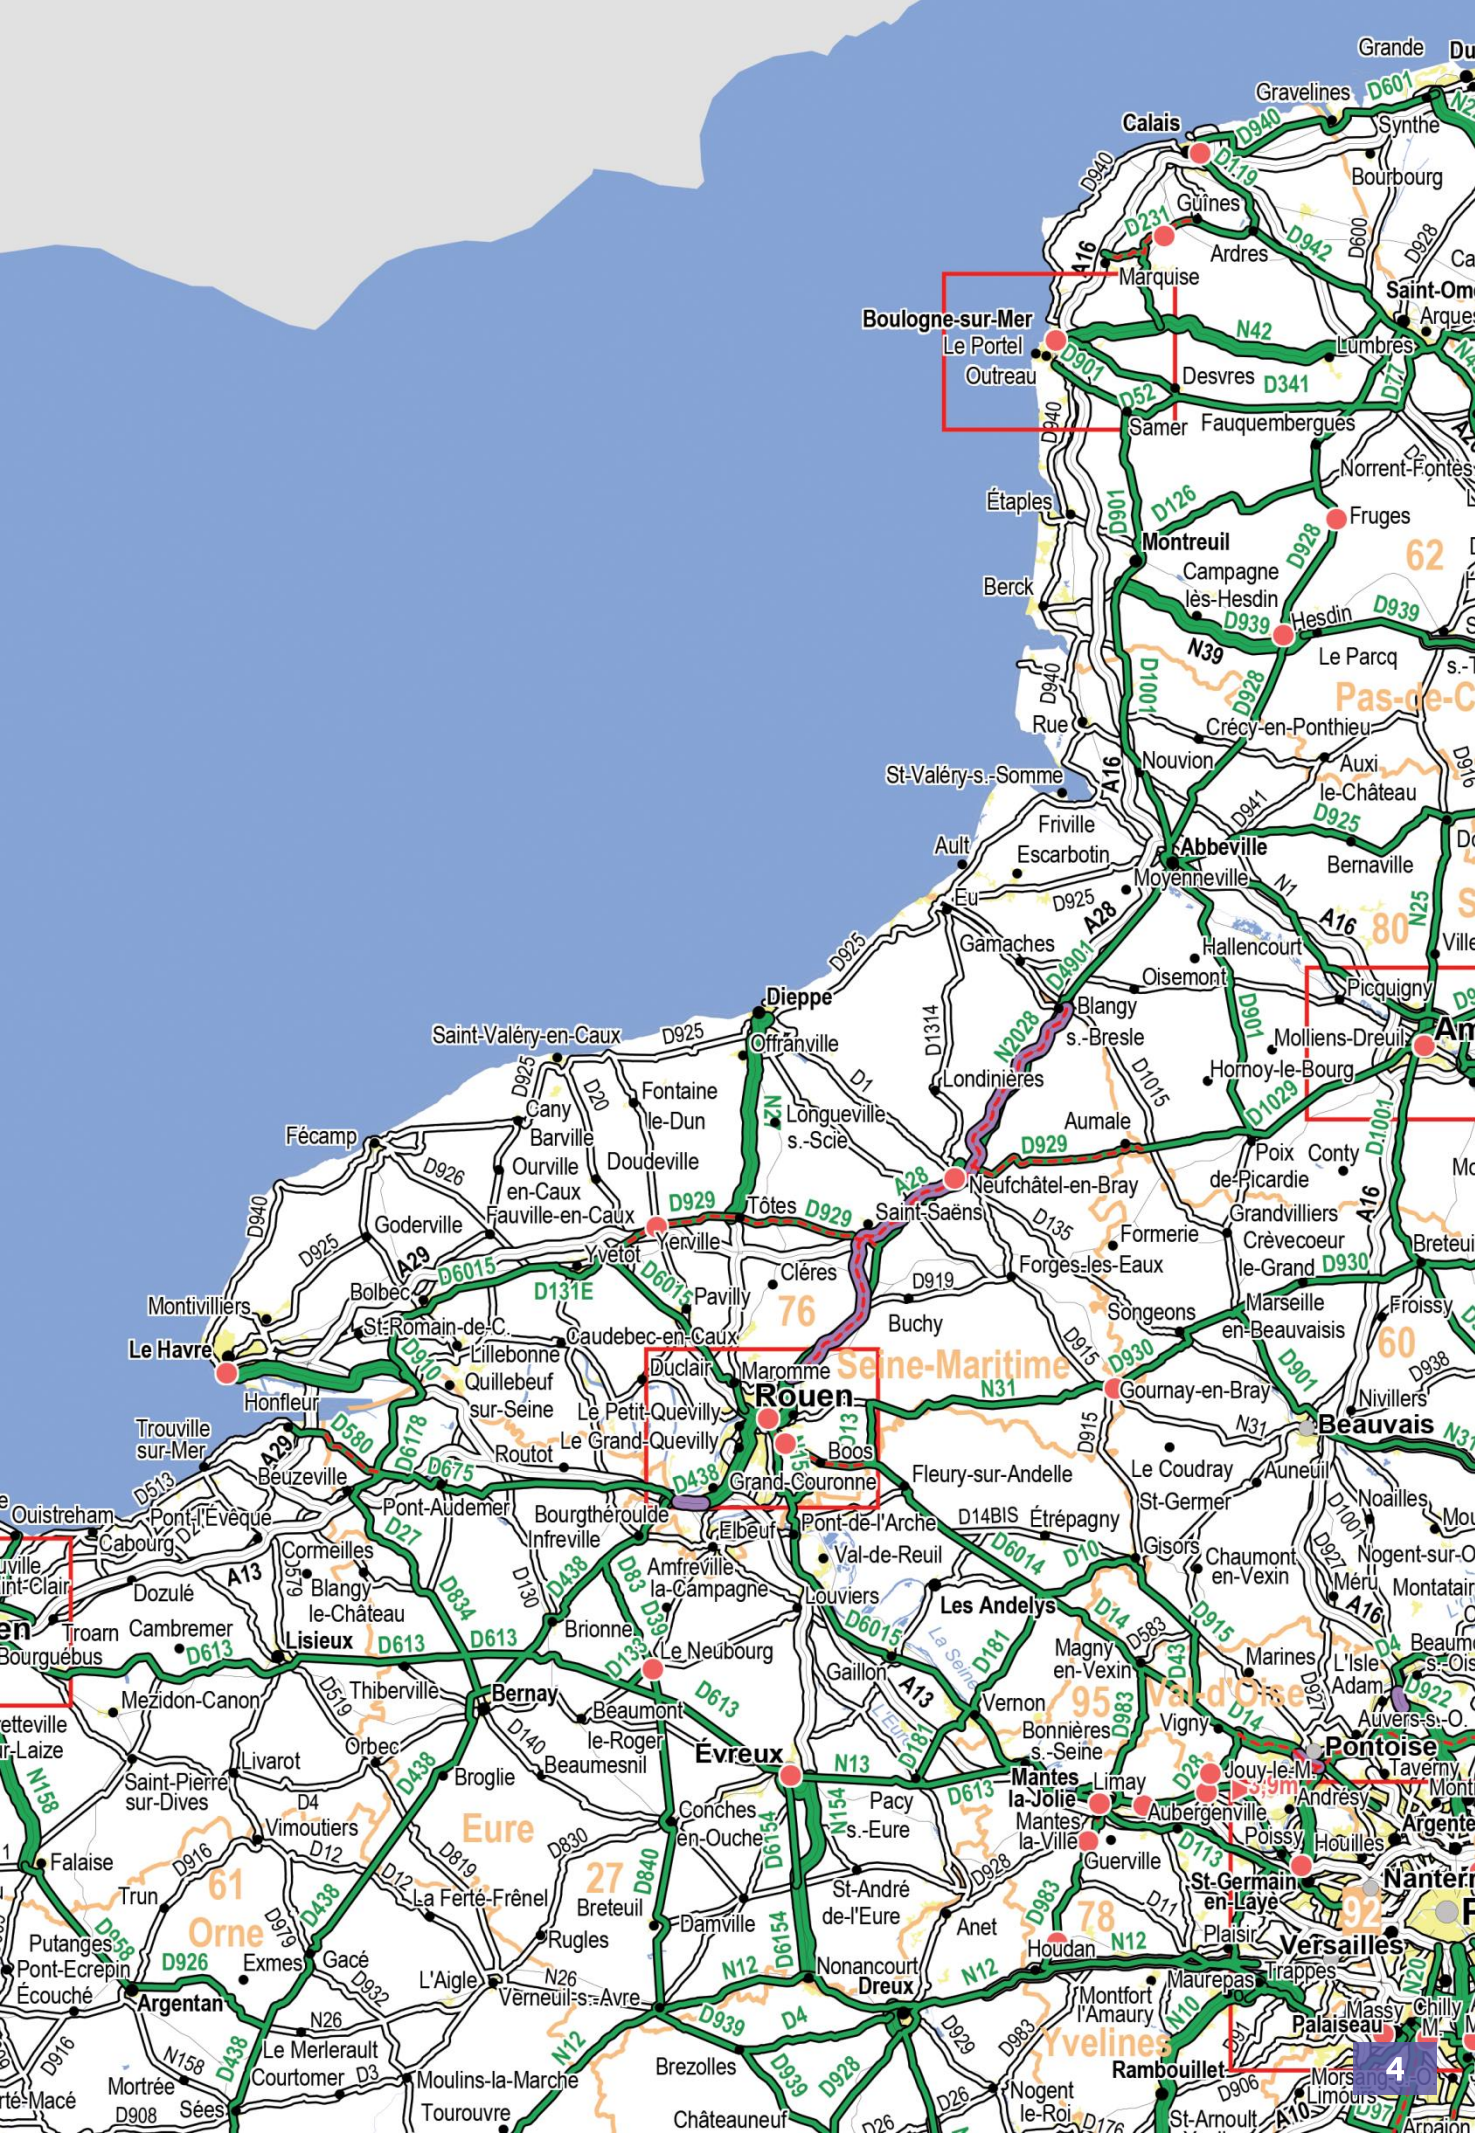 Grande
Gravelines
D601
Calais
D940
Synthe
D119
Bourbourg
D940
Guînes
D231
D600
D928
Ardres
D942
A16
Marquise
Boulogne-sur-Mer
Arques
N42
Le Portel
Lumbres
D901
Outreau
Desvres
D341
D77
D52
D940
Samer
Fauquembergues
Norrent-Fontès
Étaples
D901
D126
Fruges
D928
Montreuil
62
Campagne
lès-Hesdin
Berck
D939
Hesdin
D939
N39
Le Parcq
D940
D1001
D928
Rue
Crécy-en-Ponthieu
Nouvion
Auxi
le-Château
D916
St-Valéry-s.-Somme
A16
D941
D925
Friville
Escarbotin
Ault
Abbeville
Bernaville
Moyenneville
Eu
D925
A28
N1
A16
80
N25
D925
Gamaches
D4901
Hallencourt
Oisemont
Picquigny
Dieppe
Blangy
s.-Bresle
D901
Saint-Valéry-en-Caux
D925
Offranville
D1314
N2028
Molliens-Dreuil
Hornoy-le-Bourg
D925
D20
Fontaine
le-Dun
D1
Londinières
D1015
D1029
Cany
Barville
Longueville
s.-Scie
Aumale
D1001
Fécamp
D926
Ourville
en-Caux
Doudeville
D929
Poix
de-Picardie
Conty
A28
Neufchâtel-en-Bray
D940
Fauville-en-Caux
D929
Tôtes
D929
Saint-Saëns
D135
A16
Goderville
D925
Yerville
Grandvilliers
Formerie
Crèvecoeur
le-Grand
D930
A29
D6015
Yvetot
D6015
Clères
Forges-les-Eaux
D131E
Bolbec
Pavilly
D919
Montivilliers
76
Buchy
Songeons
Marseille
en-Beauvaisis
Froissy
St-Romain-de-C.
Caudebec-en-Caux
60
Le Havre
Lillebonne
D910
Duclair
Maromme
Seine-Maritime
D915
D930
D901
D938
Quillebeuf
sur-Seine
Rouen
N31
Gournay-en-Bray
Nivillers
Honfleur
Le Petit-Quevilly
Beauvais
Trouville
sur-Mer
D580
D6178
Le Grand-Quevilly
N31
Routot
Boos
D915
A29
D513
Beuzeville
D675
D438
Grand-Couronne
Fleury-sur-Andelle
Le Coudray
St-Germer
Auneuil
Ouistreham
Pont-l'Évêque
Pont-Audemer
Noailles
Cabourg
D27
Bourgthéroulde
Infreville
Elbeuf
Pont-de-l'Arche
D14BIS
Étrépagny
D1001
D927
Cormeilles
Val-de-Reuil
D6014
D10
Gisors
Chaumont
en-Vexin
A13
D579
Blangy
le-Château
Dozulé
D130
D438
D83
Amfreville
la-Campagne
Méru
D834
Louviers
Les Andelys
A16
Troarn
Cambremer
D39
D6015
La Seine
D14
D583
D915
Bourguébus
D613
Lisieux
D613
D613
Brionne
D133
Le Neubourg
D181
Magny
en-Vexin
D43
Marines
L'Isle
Adam
D4
Gaillon
A13
D922
Mezidon-Canon
D519
Thiberville
Bernay
D613
Vernon
95
Val-d'Oise
D927
Beaumont
le-Roger
L'Eure
Bonnières
s.-Seine
D983
Vigny
D14
Auvers-s.-O.
D140
Orbec
Évreux
N13
D181
Pontoise
Taverny
N158
Livarot
Beaumesnil
D28
Jouy-le-M.
Saint-Pierre
sur-Dives
D438
Broglie
D613
Mantes
la-Jolie
Limay
3,9m
Andrésy
D4
Conches
en-Ouche
N154
Pacy
s.-Eure
Mantes
la-Ville
Aubergenville
Vimoutiers
Eure
D6154
Poissy
Houilles
D916
D12
D830
D113
Guerville
Falaise
D819
D840
D928
St-Germain
en-Laye
61
D12
27
Trun
La Ferté-Frênel
Breteuil
St-André
de-l'Eure
D11
92
Orne
D979
D438
D983
78
D958
Damville
Anet
Plaisir
Putanges
Pont-Ecrepin
D926
Rugles
D6154
Houdan
N12
Versailles
Exmes
Gacé
N12
Nonancourt
N12
Trappes
Écouché
D932
L'Aigle
N26
Verneuil-s.-Avre
Dreux
Maurepas
N20
Argentan
Montfort
l'Amaury
Massy
Chilly
M.
N10
D91
N26
D939
D4
Palaiseau
D916
Le Merlerault
N12
D929
D983
Yvelines
N158
D438
Courtomer
D3
Brezolles
Rambouillet
4
Mortrée
Moulins-la-Marche
D939
D928
D906
Limours
D908
Sées
Tourouvre
D26
Nogent
le-Roi
A10
D97
Châteauneuf
D26
D176
St-Arnoult
Arpajon